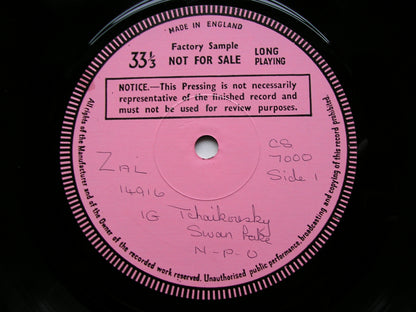 MADE IN ENGLAND
33⅓
Factory Sample
NOT FOR SALE
LONG
PLAYING
NOTICE.—This Pressing is not necessarily
representative of the finished record and
must not be used for review purposes.
ZAL
14916
1G
CS
7000
Side 1
Tchaikovsky
Swan Lake
N-P-O
All rights of the Manufacturer and of the Owner of the recorded work reserved. Unauthorised public performance, broadcasting and copying of this record prohibited.